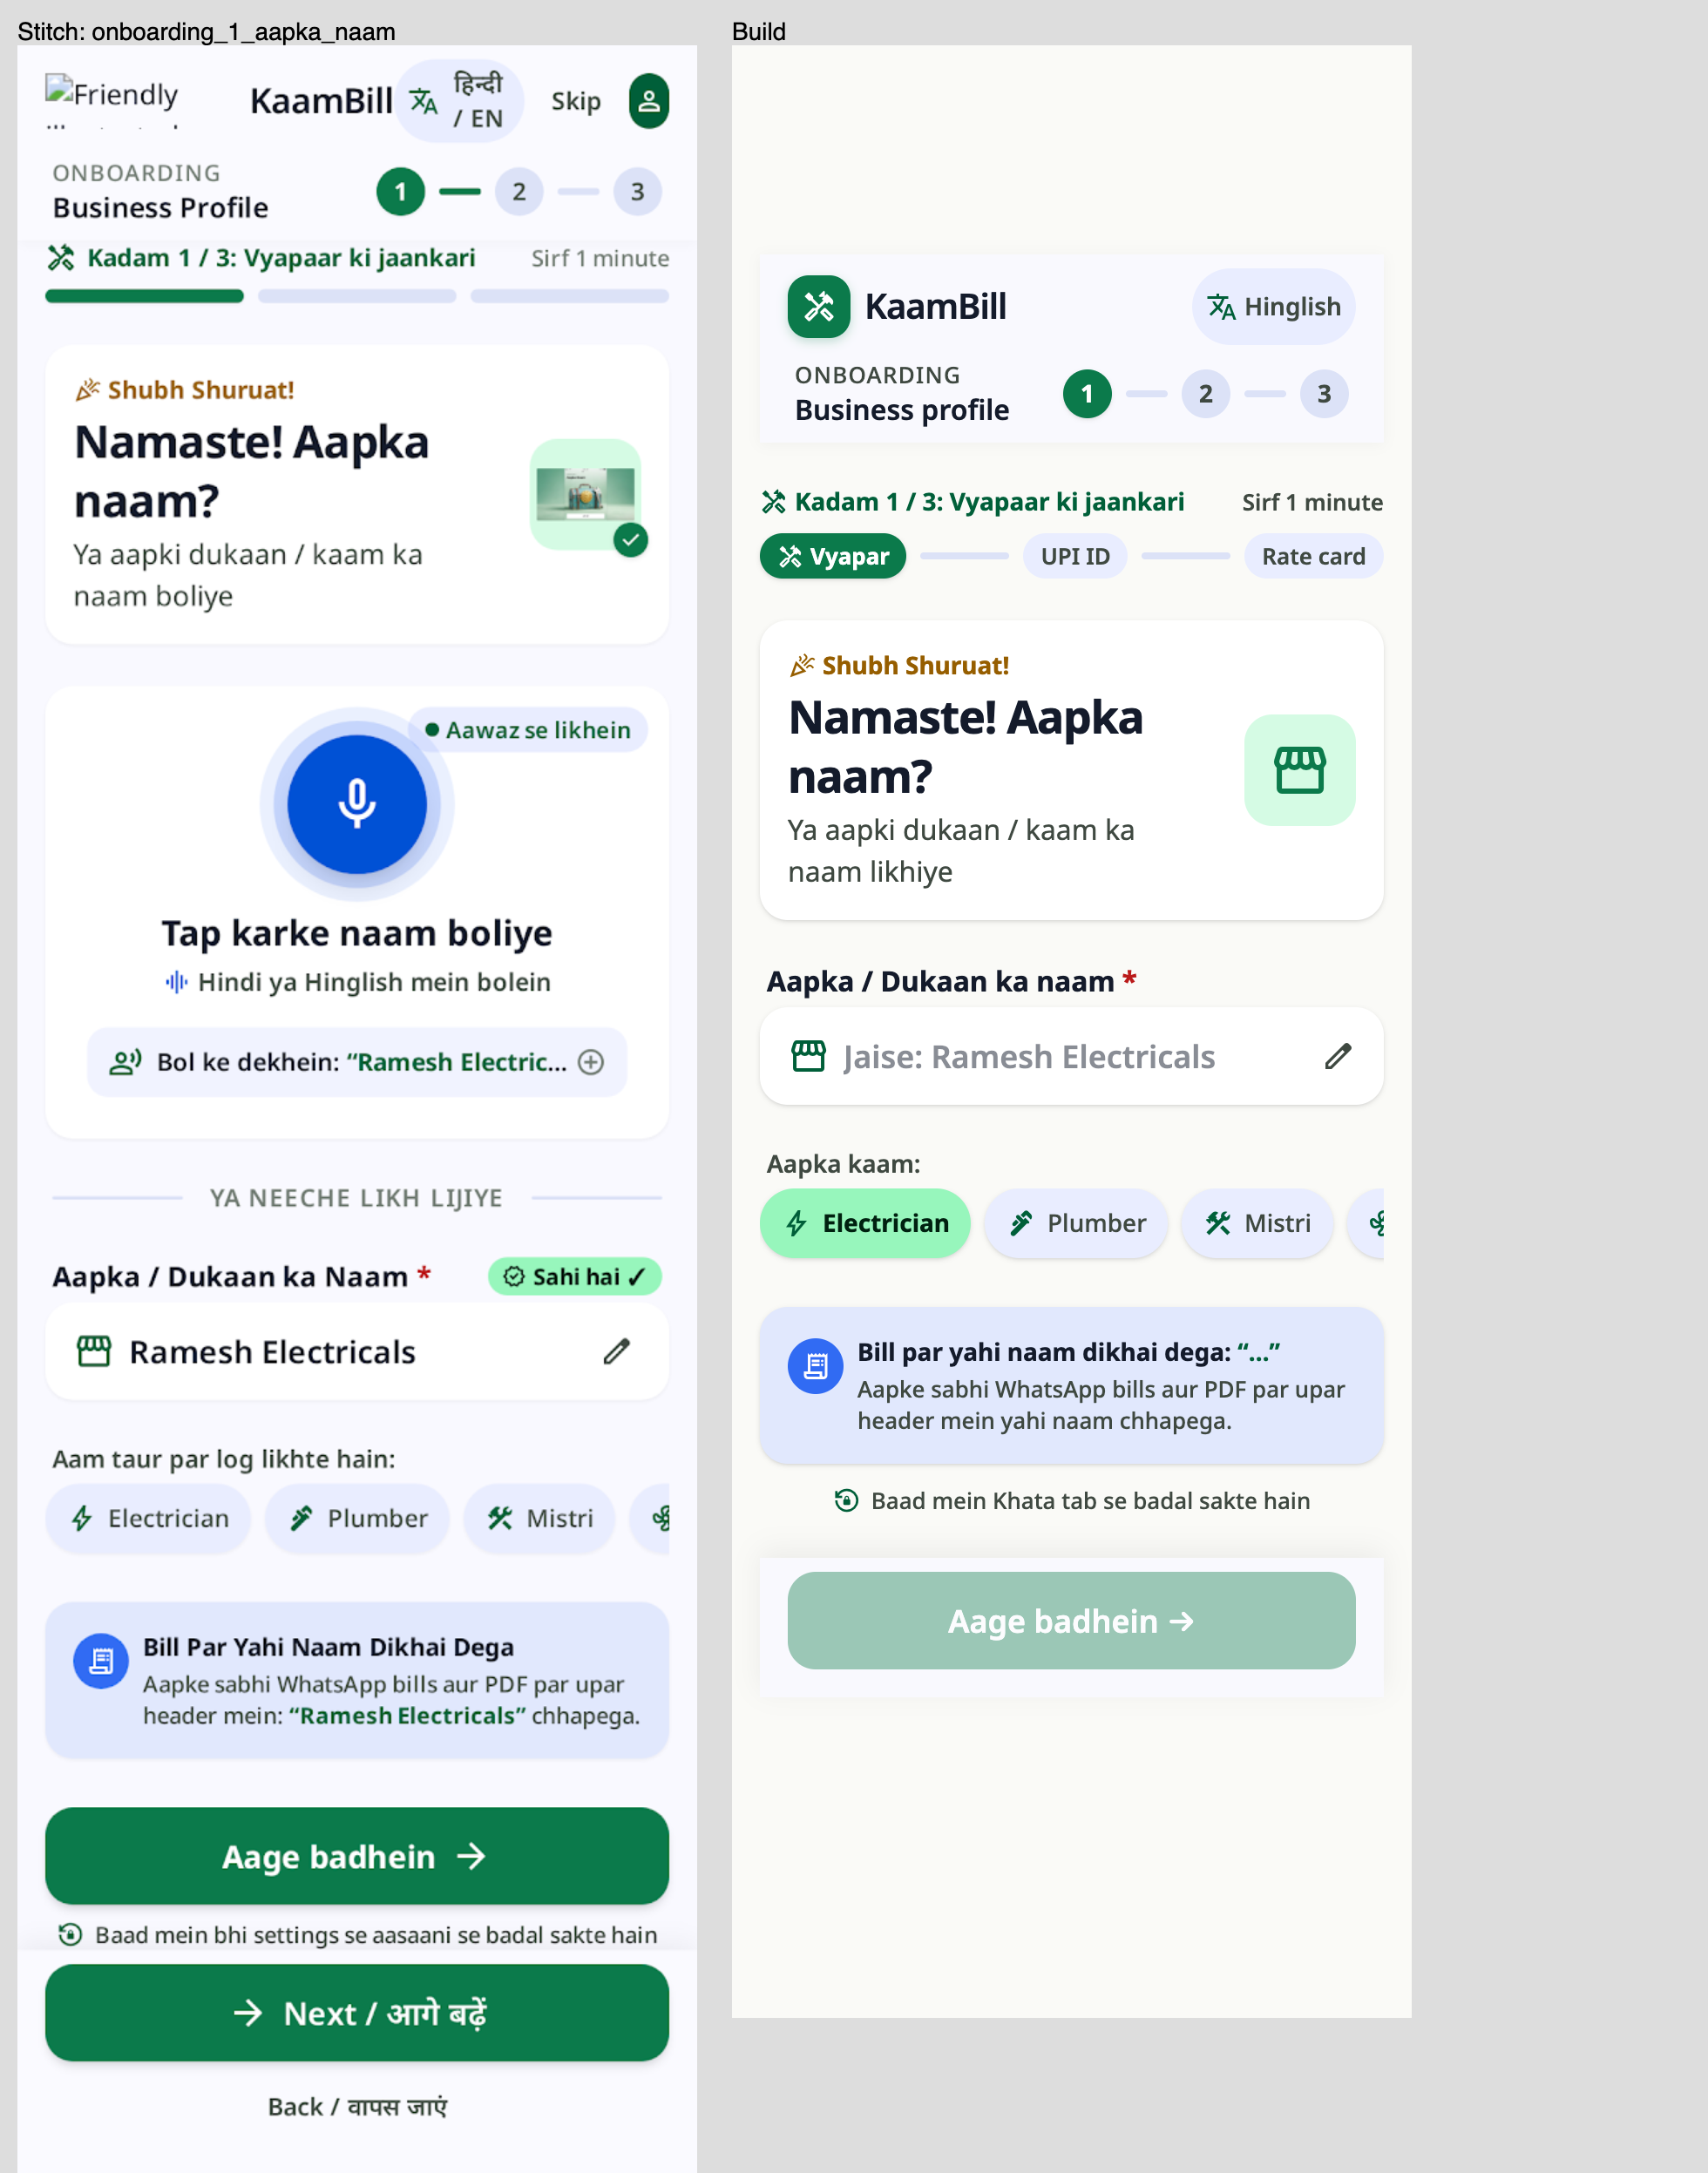 Stitch: onboarding_1_aapka_naam
Friendly
KaamBill
हिन्दी
/ EN
Skip
ONBOARDING
Business Profile
1
2
3
Kadam 1 / 3: Vyapaar ki jaankari
Sirf 1 minute
Shubh Shuruat!
Namaste! Aapka
naam?
Ya aapki dukaan / kaam ka
naam boliye
Aawaz se likhein
Tap karke naam boliye
Hindi ya Hinglish mein bolein
Bol ke dekhein: “Ramesh Electric...
YA NEECHE LIKH LIJIYE
Aapka / Dukaan ka Naam *
Sahi hai ✓
Ramesh Electricals
Aam taur par log likhte hain:
Electrician
Plumber
Mistri
Bill Par Yahi Naam Dikhai Dega
Aapke sabhi WhatsApp bills aur PDF par upar
header mein: “Ramesh Electricals” chhapega.
Aage badhein →
Baad mein bhi settings se aasaani se badal sakte hain
→ Next / आगे बढ़ें
Back / वापस जाएं
Build
KaamBill
Hinglish
ONBOARDING
Business profile
1
2
3
Kadam 1 / 3: Vyapaar ki jaankari
Sirf 1 minute
Vyapar
UPI ID
Rate card
Shubh Shuruat!
Namaste! Aapka
naam?
Ya aapki dukaan / kaam ka
naam likhiye
Aapka / Dukaan ka naam *
Jaise: Ramesh Electricals
Aapka kaam:
Electrician
Plumber
Mistri
Bill par yahi naam dikhai dega: “...”
Aapke sabhi WhatsApp bills aur PDF par upar
header mein yahi naam chhapega.
Baad mein Khata tab se badal sakte hain
Aage badhein →